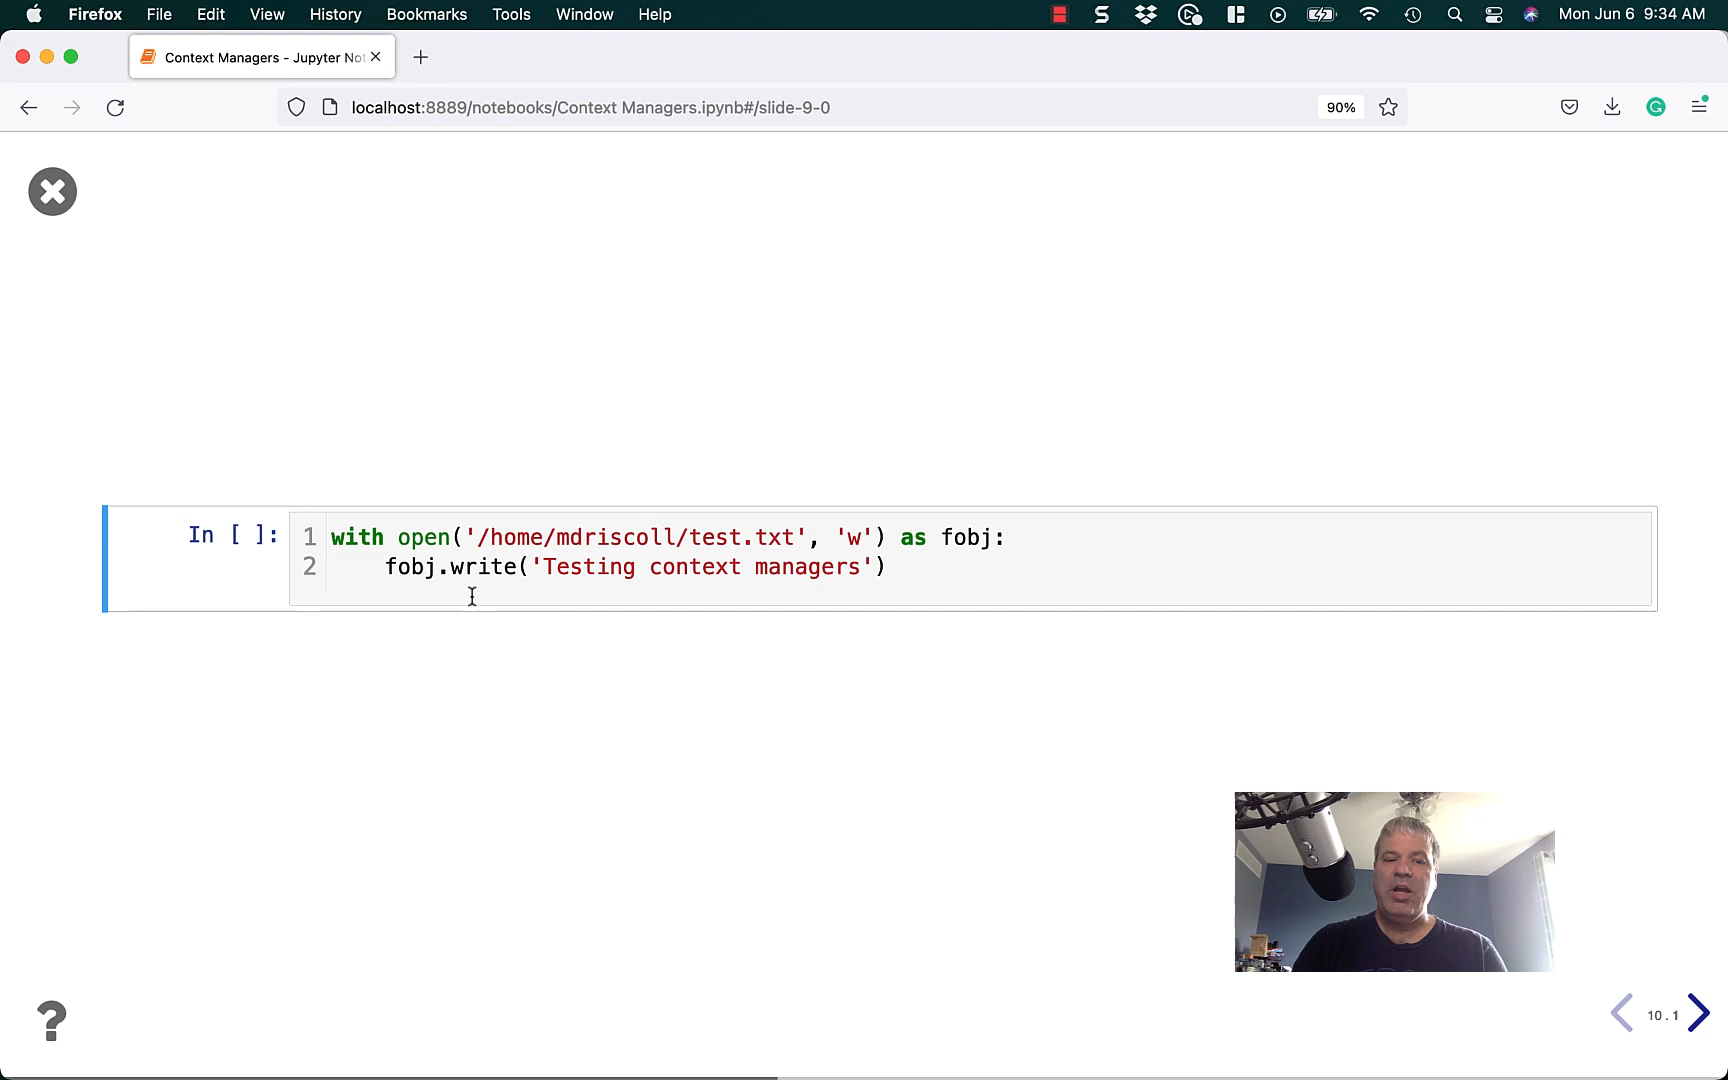 Firefox File Edit View History Bookmarks Tools Window Help Mon Jun 6 9:34 AM
Context Managers - Jupyter Not
localhost:8889/notebooks/Context Managers.ipynb#/slide-9-0 90%
In [ ]: 1 with open('/home/mdriscoll/test.txt', 'w') as fobj:
2 fobj.write('Testing context managers')
10.1